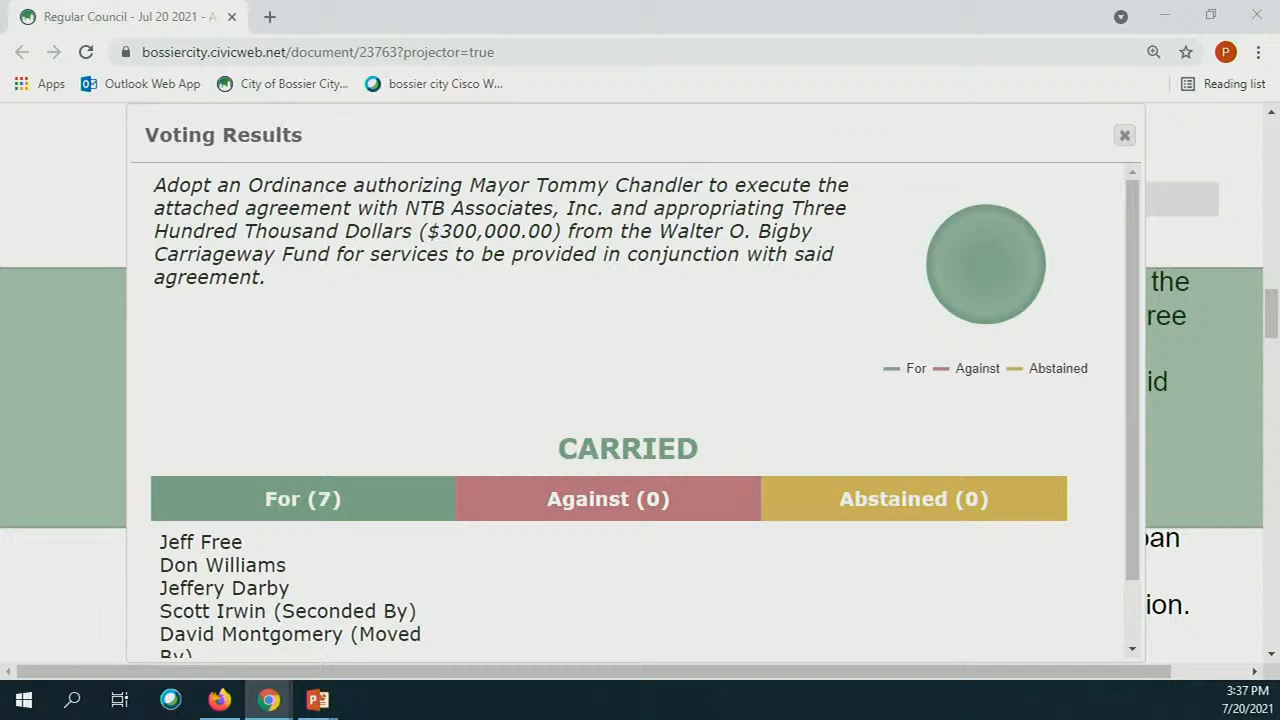 Regular Council - Jul 20 2021 - A
bossiercity.civicweb.net/document/23763?projector=true
P
Apps
Outlook Web App
City of Bossier City...
bossier city Cisco W...
Reading list
Voting Results
Adopt an Ordinance authorizing Mayor Tommy Chandler to execute the
attached agreement with NTB Associates, Inc. and appropriating Three
Hundred Thousand Dollars ($300,000.00) from the Walter O. Bigby
Carriageway Fund for services to be provided in conjunction with said
agreement.
the
ree
id
For
Against
Abstained
CARRIED
For (7)
Against (0)
Abstained (0)
Jeff Free
Don Williams
Jeffery Darby
Scott Irwin (Seconded By)
David Montgomery (Moved
By)
ban
ion.
3:37 PM
7/20/2021